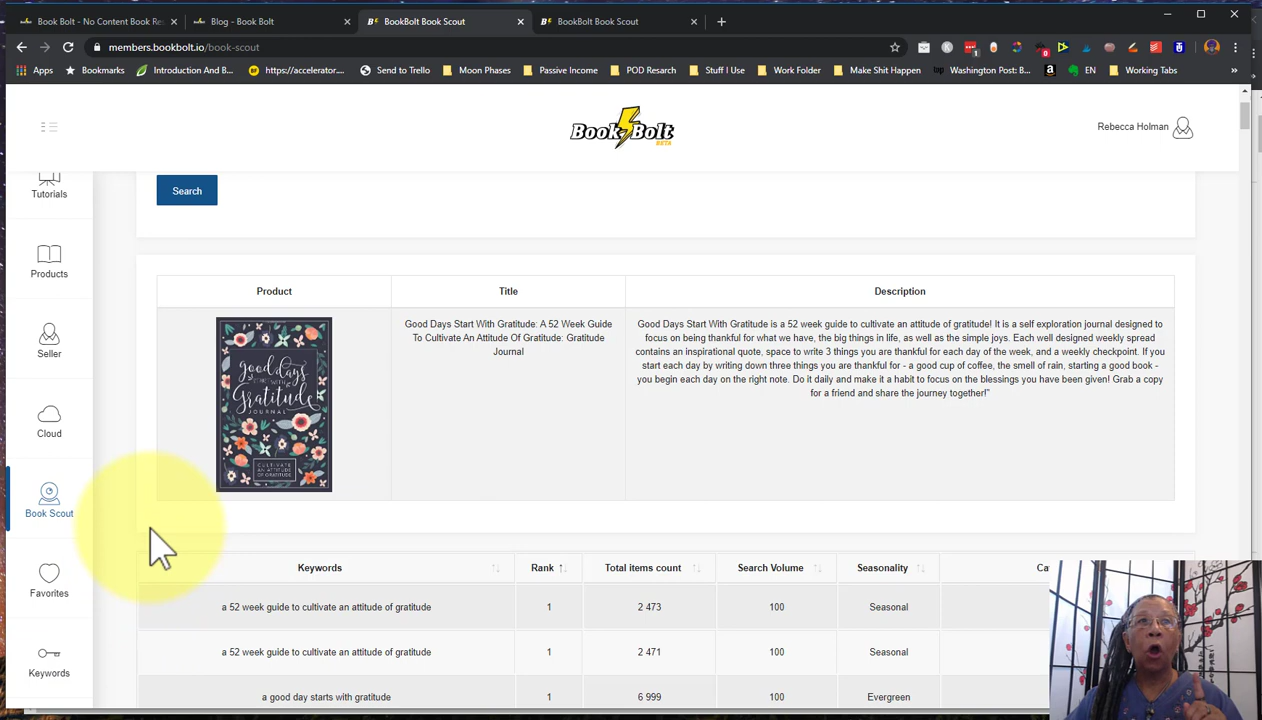 Book Bolt - No Content Book Res
Blog - Book Bolt
BookBolt Book Scout
BookBolt Book Scout
members.bookbolt.io/book-scout
Apps
Bookmarks
Introduction And B...
https://accelerator....
Send to Trello
Moon Phases
Passive Income
POD Resarch
Stuff I Use
Work Folder
Make Shit Happen
Washington Post: B...
EN
Working Tabs
Book Bolt
BETA
Rebecca Holman
Tutorials
Products
Seller
Cloud
Book Scout
Favorites
Keywords
Search
Product
Title
Description
good days
START WITH
Gratitude
JOURNAL
CULTIVATE
AN ATTITUDE
OF GRATITUDE
Good Days Start With Gratitude: A 52 Week Guide
To Cultivate An Attitude Of Gratitude: Gratitude
Journal
Good Days Start With Gratitude is a 52 week guide to cultivate an attitude of gratitude! It is a self exploration journal designed to
focus on being thankful for what we have, the big things in life, as well as the simple joys. Each well designed weekly spread
contains an inspirational quote, space to write 3 things you are thankful for each day of the week, and a weekly checkpoint. If you
start each day by writing down three things you are thankful for - a good cup of coffee, the smell of rain, starting a good book -
you begin each day on the right note. Do it daily and make it a habit to focus on the blessings you have been given! Grab a copy
for a friend and share the journey together!"
Keywords Rank Total items count Search Volume Seasonality Ca
a 52 week guide to cultivate an attitude of gratitude 1 2 473 100 Seasonal
a 52 week guide to cultivate an attitude of gratitude 1 2 471 100 Seasonal
a good day starts with gratitude 1 6 999 100 Evergreen